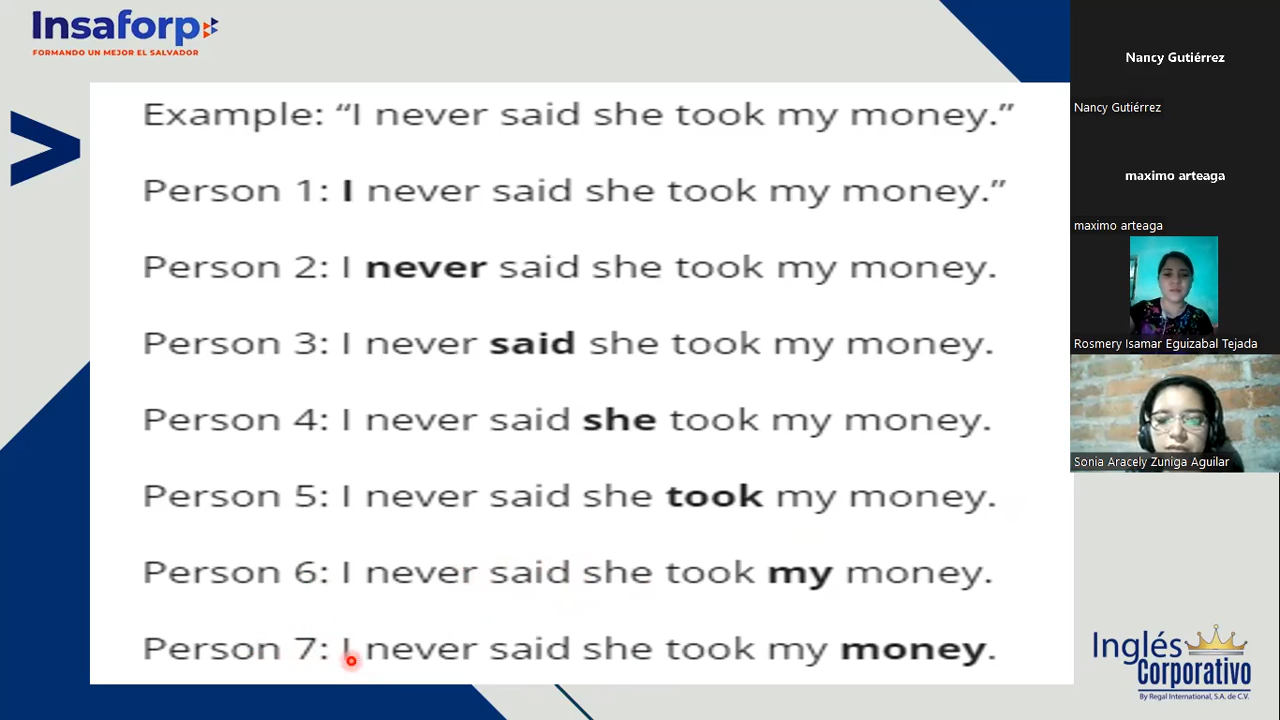 Insaforp
FORMANDO UN MEJOR EL SALVADOR
Example: “I never said she took my money.”
Person 1: I never said she took my money.”
Person 2: I never said she took my money.
Person 3: I never said she took my money.
Person 4: I never said she took my money.
Person 5: I never said she took my money.
Person 6: I never said she took my money.
Person 7: I never said she took my money.
Nancy Gutiérrez
Nancy Gutiérrez
maximo arteaga
maximo arteaga
Rosmery Isamar Eguizabal Tejada
Sonia Aracely Zuniga Aguilar
Inglés
Corporativo
By Regal International, S.A. de C.V.